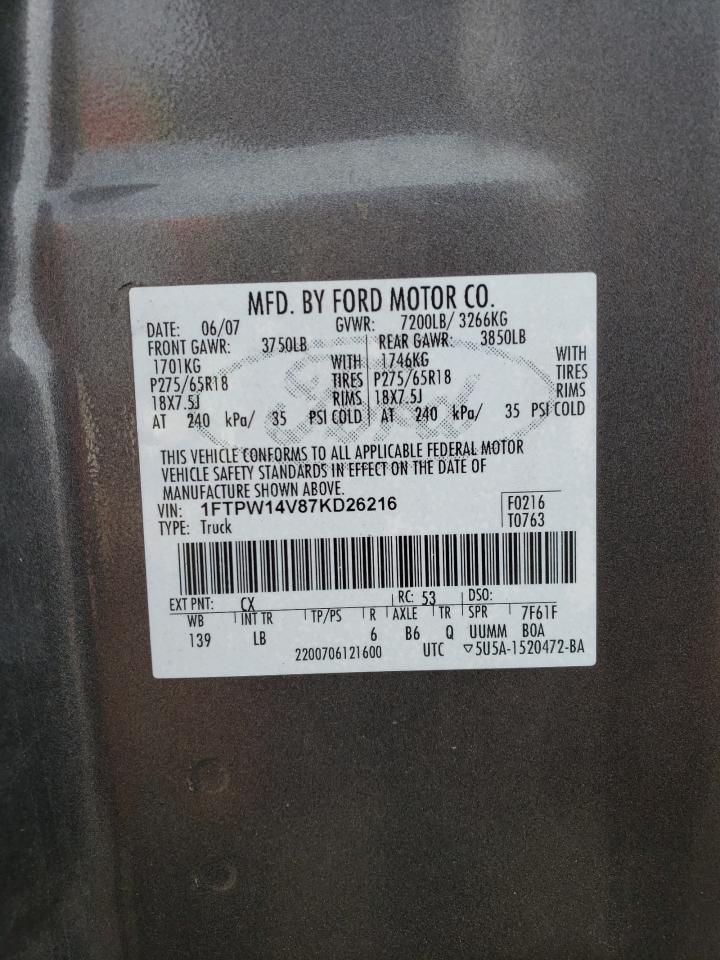 MFD. BY FORD MOTOR CO.
DATE: 06/07 GVWR: 7200LB/ 3266KG
FRONT GAWR: 3750LB REAR GAWR: 3850LB
1701KG WITH 1746KG WITH
P275/65R18 TIRES P275/65R18 TIRES
18X7.5J RIMS 18X7.5J RIMS
AT 240 kPa/ 35 PSI COLD AT 240 kPa/ 35 PSI COLD
THIS VEHICLE CONFORMS TO ALL APPLICABLE FEDERAL MOTOR
VEHICLE SAFETY STANDARDS IN EFFECT ON THE DATE OF
MANUFACTURE SHOWN ABOVE.
VIN: 1FTPW14V87KD26216 F0216
TYPE: Truck T0763
EXT PNT: CX RC: 53 DSO:
WB INT TR TP/PS R AXLE TR SPR 7F61F
139 LB 6 B6 Q UUMM BOA
2200706121600 UTC ▽5U5A-1520472-BA